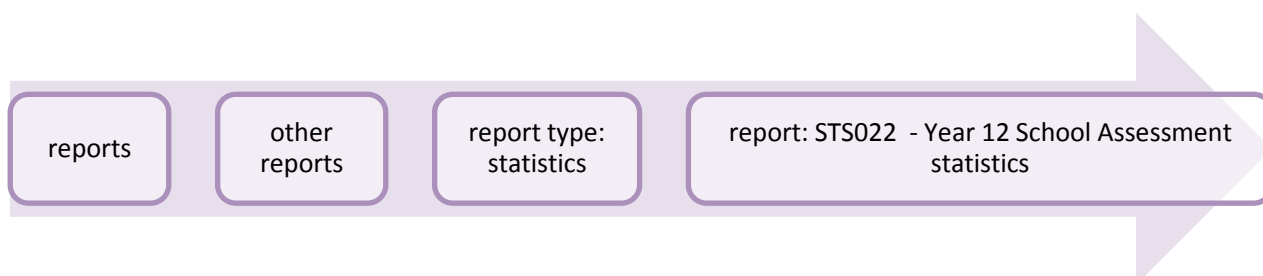 reports
other
reports
report type:
statistics
report: STS022 - Year 12 School Assessment
statistics